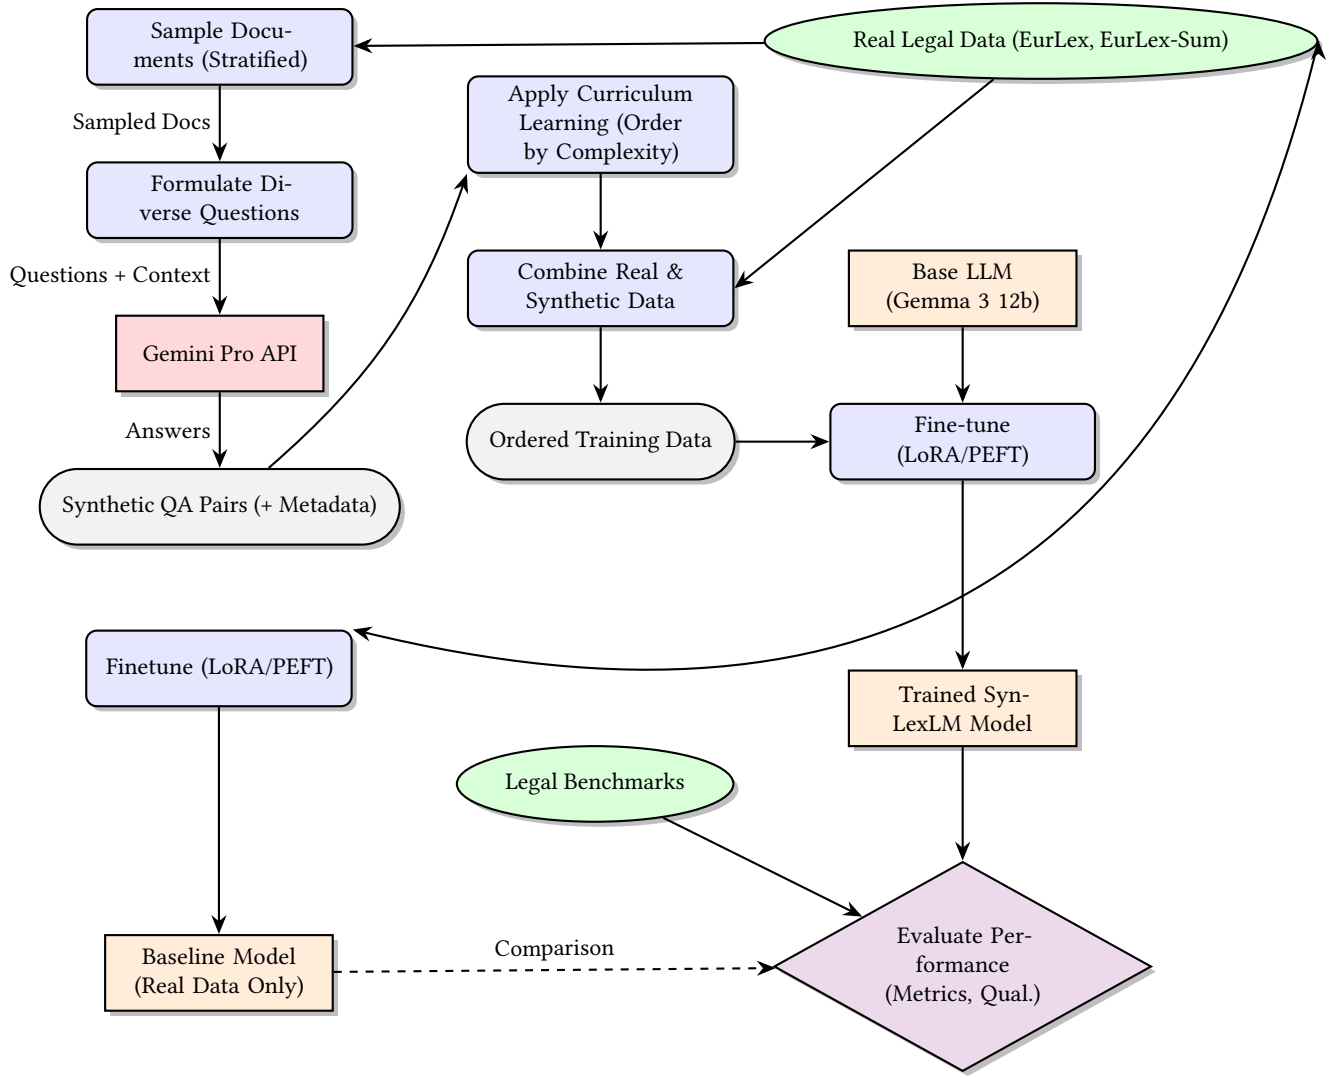 Sample Docu-
ments (Stratified)
Real Legal Data (EurLex, EurLex-Sum)
Sampled Docs
Apply Curriculum
Learning (Order
by Complexity)
Formulate Di-
verse Questions
Questions + Context
Combine Real &
Synthetic Data
Base LLM
(Gemma 3 12b)
Gemini Pro API
Answers
Ordered Training Data
Fine-tune
(LoRA/PEFT)
Synthetic QA Pairs (+ Metadata)
Finetune (LoRA/PEFT)
Trained Syn-
LexLM Model
Legal Benchmarks
Baseline Model
(Real Data Only)
Comparison
Evaluate Per-
formance
(Metrics, Qual.)